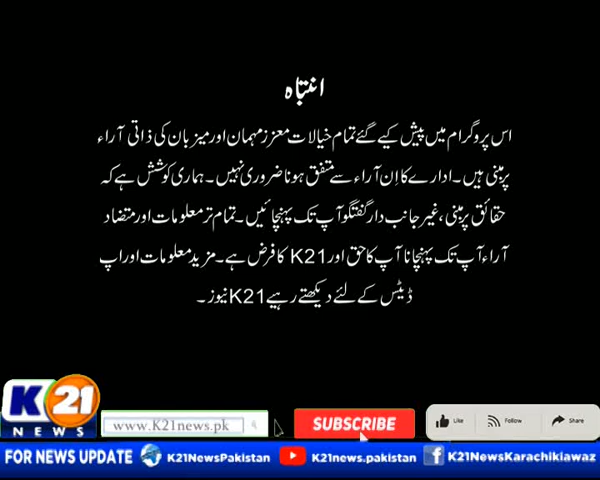 انتباہ
اس پروگرام میں پیش کیے گئے تمام خیالات معزز مہمان اور میزبان کی ذاتی آراء
پر مبنی ہیں۔ ادارے کا اِن آراء سے متفق ہونا ضروری نہیں۔ ہماری کوشش ہے کہ
حقائق پر مبنی، غیر جانب دار گفتگو آپ تک پہنچائیں۔ تمام تر معلومات اور متضاد
آراء آپ تک پہنچانا آپ کا حق اور K21 کا فرض ہے۔ مزید معلومات اور اپ
ڈیٹس کے لئے دیکھتے رہیے K21 نیوز۔
K21
NEWS
www.K21news.pk
SUBSCRIBE
Like
Follow
Share
FOR NEWS UPDATE
K21NewsPakistan
K21news.pakistan
K21NewsKarachikiawaz